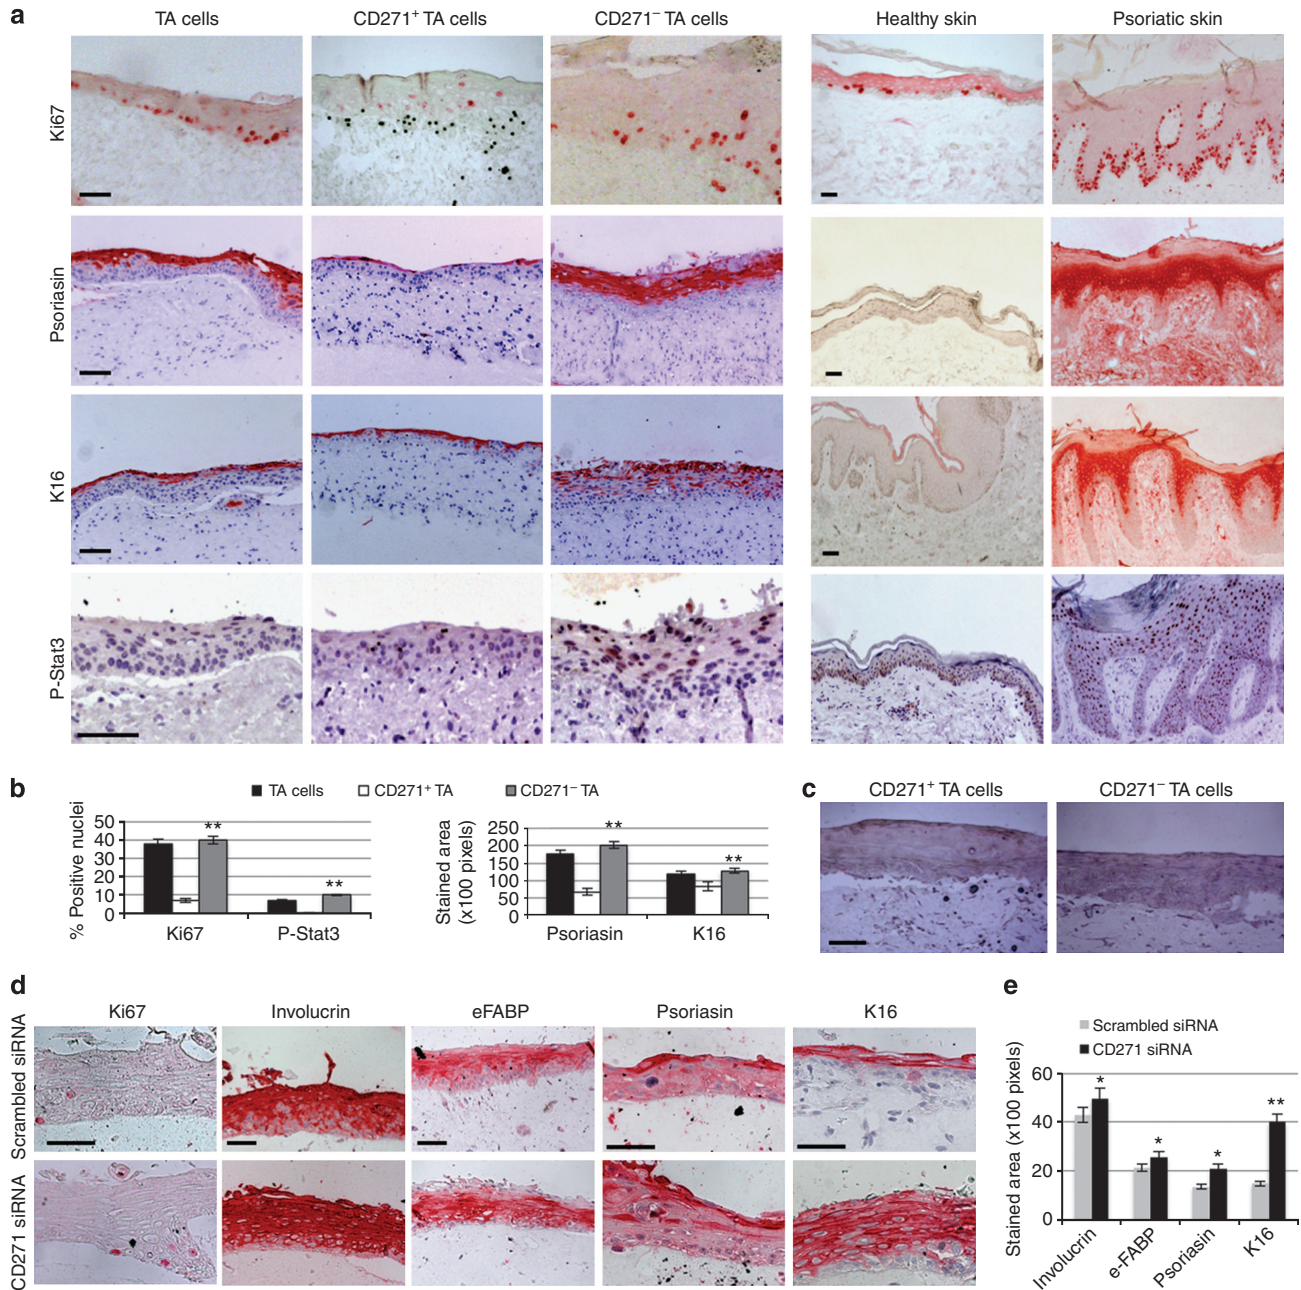 a
TA cells
CD271+ TA cells
CD271– TA cells
Healthy skin
Psoriatic skin
Ki67
Psoriasin
K16
P-Stat3
b
TA cells
CD271+ TA
CD271– TA
% Positive nuclei
50
40
30
20
10
0
**
**
Ki67
P-Stat3
Stained area
(x100 pixels)
250
200
150
100
50
0
**
**
Psoriasin
K16
c
CD271+ TA cells
CD271– TA cells
d
Ki67
Involucrin
eFABP
Psoriasin
K16
Scrambled siRNA
CD271 siRNA
e
Scrambled siRNA
CD271 siRNA
Stained area (x100 pixels)
60
40
20
0
*
*
*
**
Involucrin
e-FABP
Psoriasin
K16